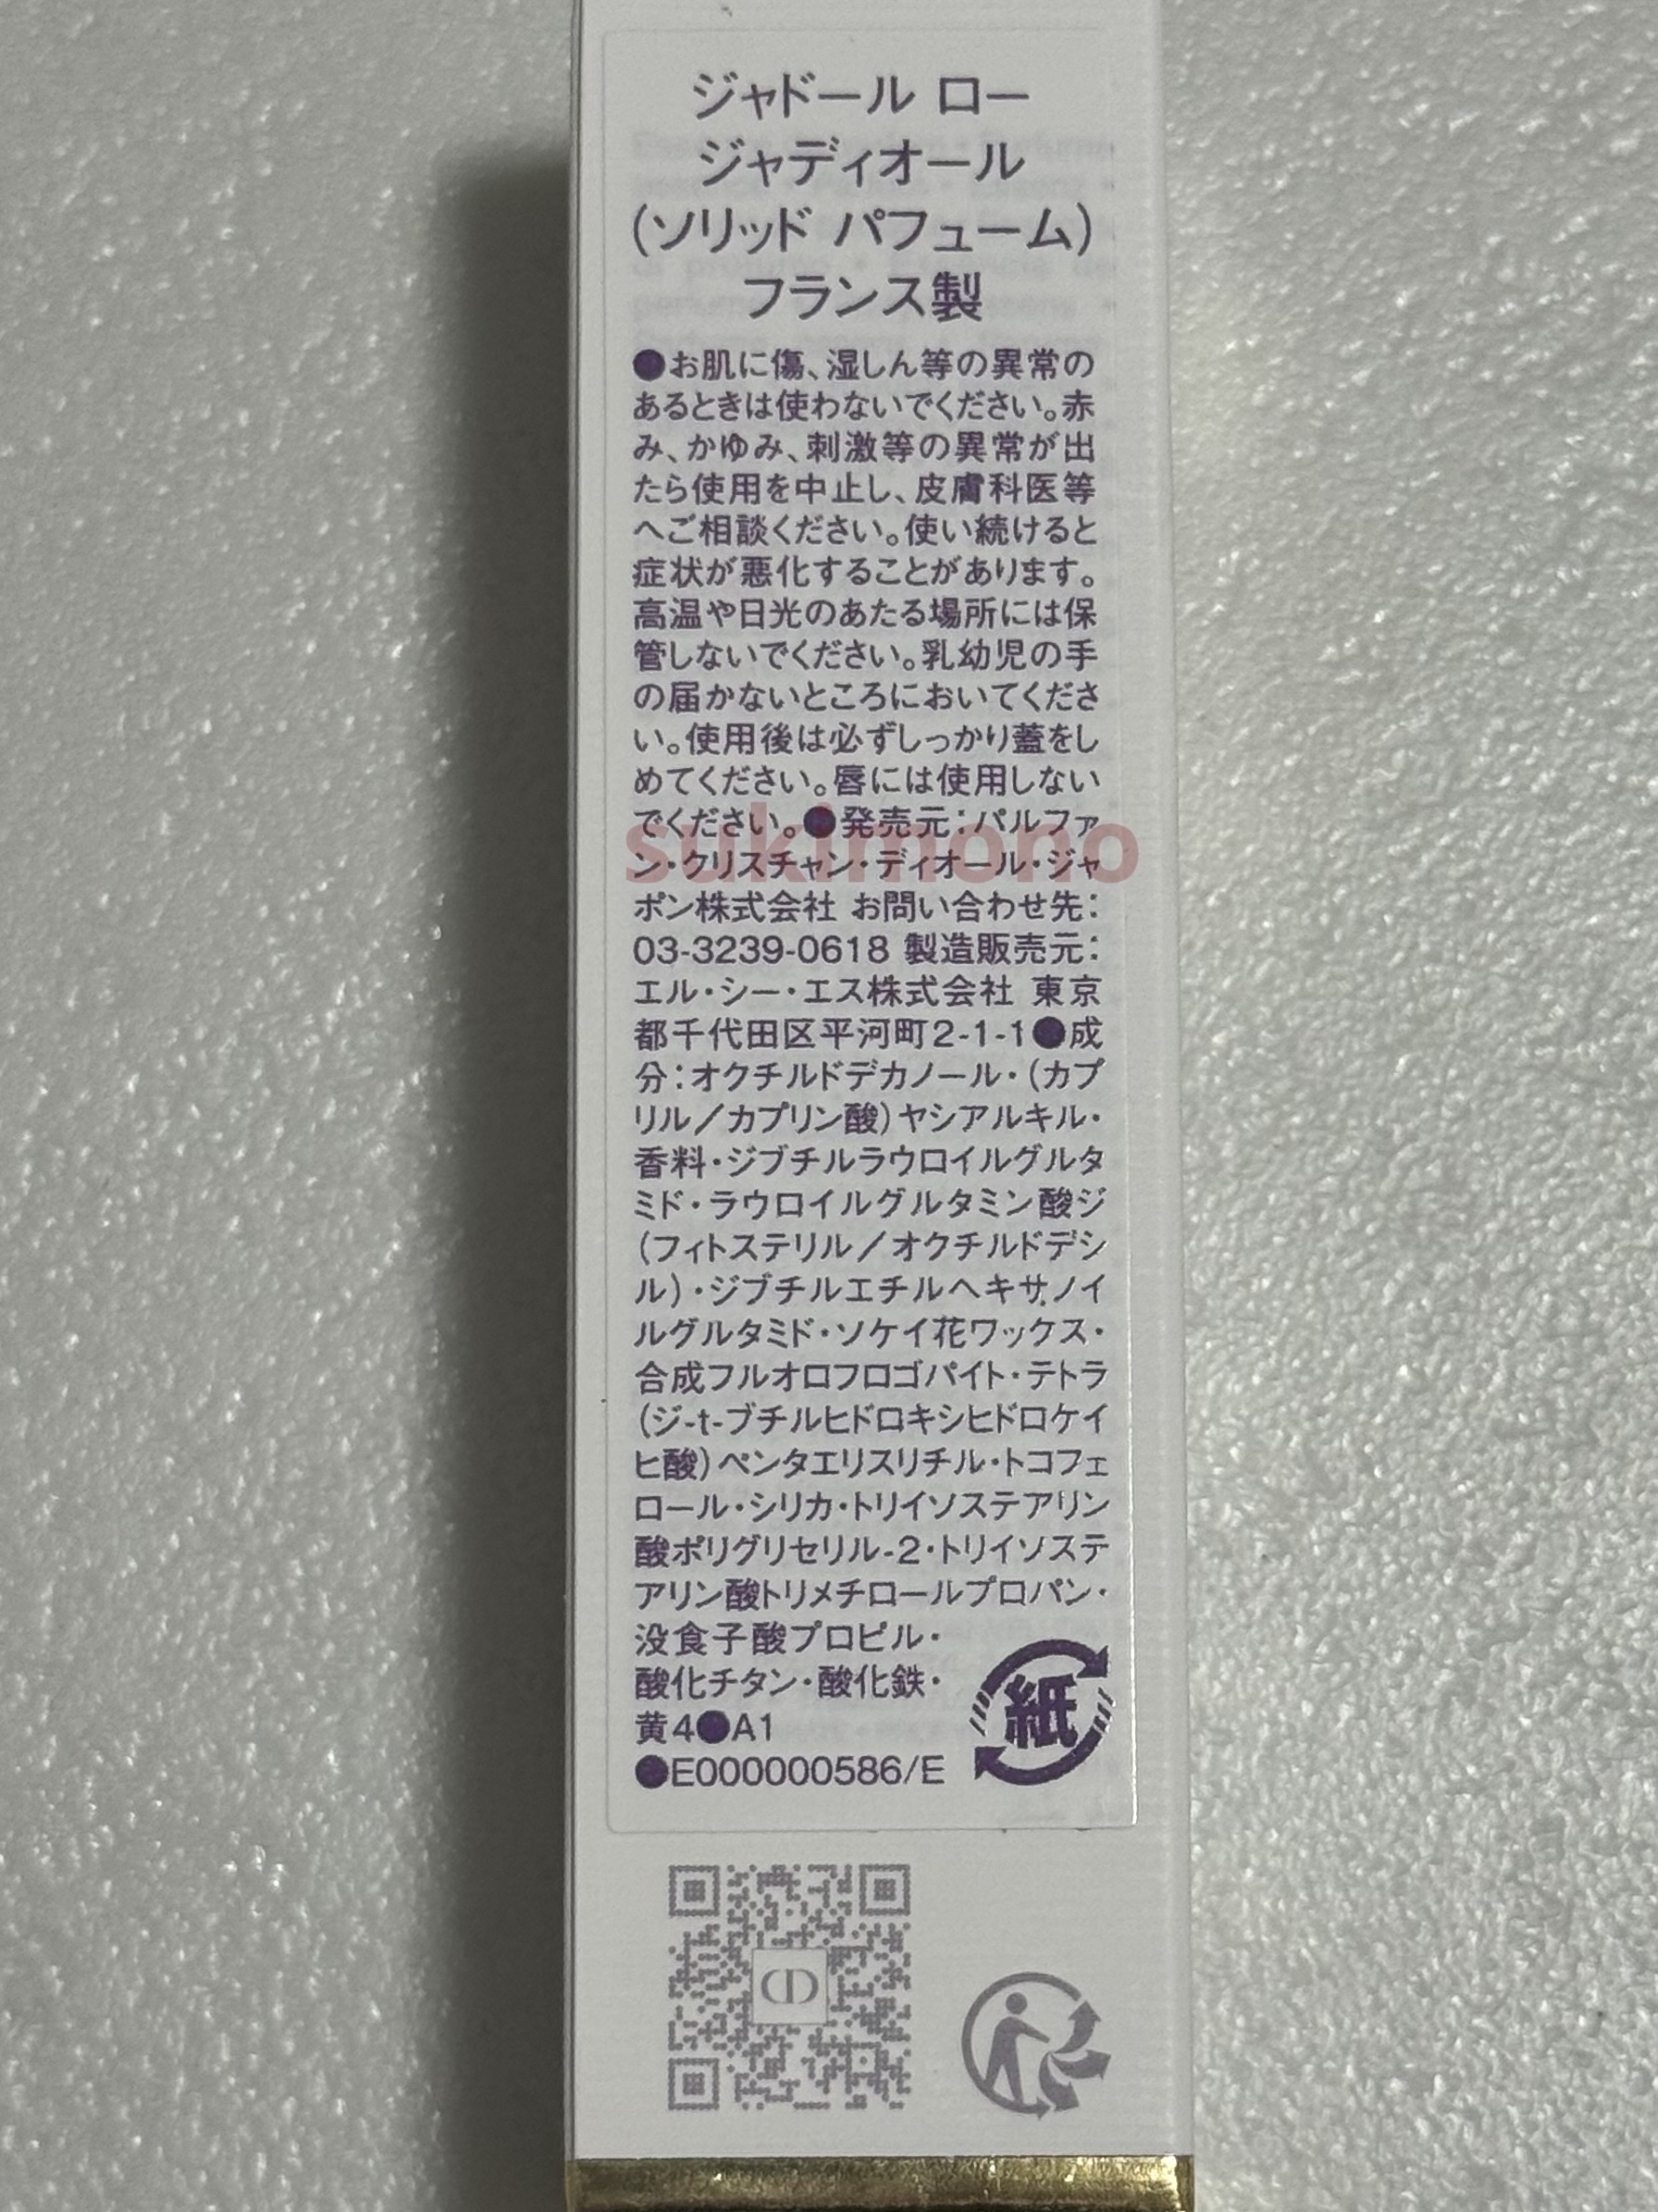 ジャドール ロー
ジャディオール
(ソリッド パフューム)
フランス製
●お肌に傷、湿しん等の異常の
あるときは使わないでください。赤
み、かゆみ、刺激等の異常が出
たら使用を中止し、皮膚科医等
へご相談ください。使い続けると
症状が悪化することがあります。
高温や日光のあたる場所には保
管しないでください。乳幼児の手
の届かないところにおいてくださ
い。使用後は必ずしっかり蓋をし
めてください。唇には使用しない
でください。●発売元:パルファ
sukimono
ン・クリスチャン・ディオール・ジャ
ポン株式会社 お問い合わせ先:
03-3239-0618 製造販売元:
エル・シー・エス株式会社 東京
都千代田区平河町2-1-1●成
分:オクチルドデカノール・(カプ
リル/カプリン酸)ヤシアルキル・
香料・ジブチルラウロイルグルタ
ミド・ラウロイルグルタミン酸ジ
(フィトステリル/オクチルドデシ
ル)・ジブチルエチルヘキサノイ
ルグルタミド・ソケイ花ワックス・
合成フルオロフロゴパイト・テトラ
(ジ-t-ブチルヒドロキシヒドロケイ
ヒ酸)ペンタエリスリチル・トコフェ
ロール・シリカ・トリイソステアリン
酸ポリグリセリル-2・トリイソステ
アリン酸トリメチロールプロパン・
没食子酸プロピル・
酸化チタン・酸化鉄・
黄4●A1
●E000000586/E
紙
CD